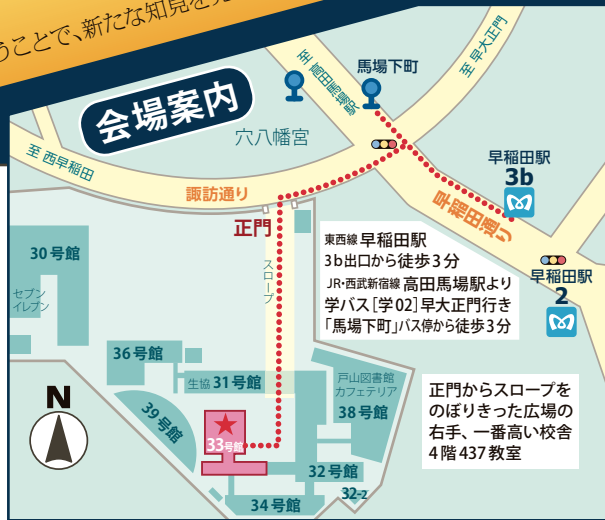 うことで、新たな知見を
会場案内
至 高田馬場駅
馬場下町
至 早大正門
穴八幡宮
至 西早稲田
諏訪通り
早稲田駅
3b
早稲田通り
正門
スロープ
東西線 早稲田駅
3b出口から徒歩3分
JR・西武新宿線 高田馬場駅より
学バス[学02]早大正門行き
「馬場下町」バス停から徒歩3分
早稲田駅
2
30号館
セブン
イレブン
36号館
生協 31号館
戸山図書館
カフェテリア
38号館
39号館
33号館
32号館
32-2
34号館
N
正門からスロープを
のぼりきった広場の
右手、一番高い校舎
4階437教室